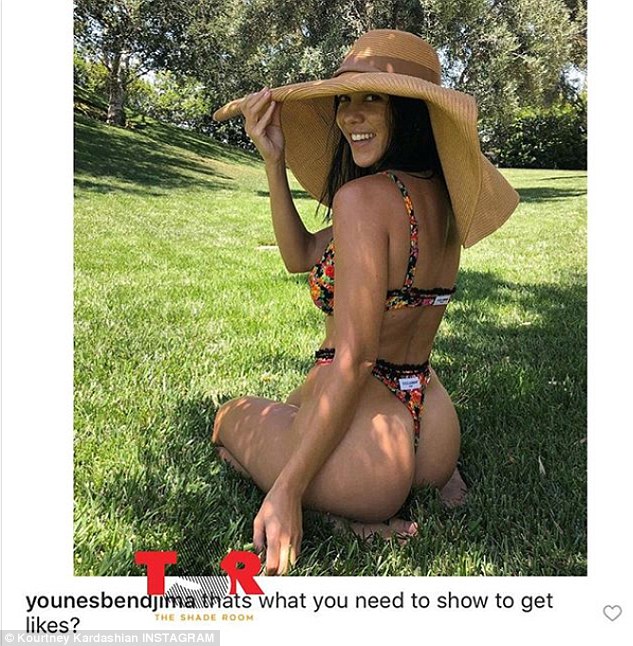 TSR
THE SHADE ROOM
younesbendjima thats what you need to show to get
likes?
© Kourtney Kardashian INSTAGRAM